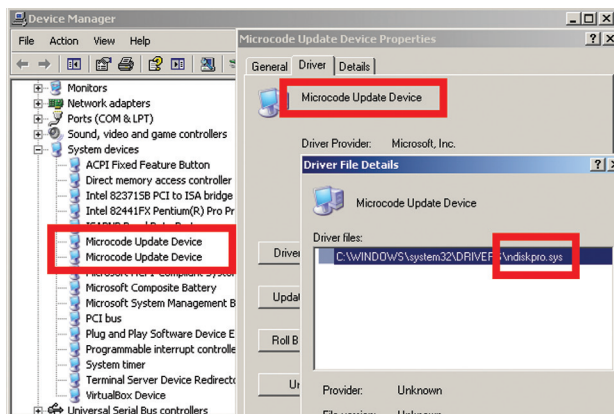 Device Manager
File Action View Help
Monitors
Network adapters
Ports (COM & LPT)
Sound, video and game controllers
System devices
ACPI Fixed Feature Button
Direct memory access controller
Intel 82371SB PCI to ISA bridge
Intel 82441FX Pentium(R) Pro Pr
Microcode Update Device
Microcode Update Device
Microsoft Composite Battery
Microsoft System Management B
PCI bus
Plug and Play Software Device E
Programmable interrupt controlle
System timer
Terminal Server Device Redirecto
VirtualBox Device
Universal Serial Bus controllers
Microcode Update Device Properties
General Driver Details
Microcode Update Device
Driver Provider: Microsoft, Inc.
Driver
Updat
Roll B
Driver File Details
Microcode Update Device
Driver files:
C:\WINDOWS\system32\DRIVERS\ndiskpro.sys
Provider: Unknown